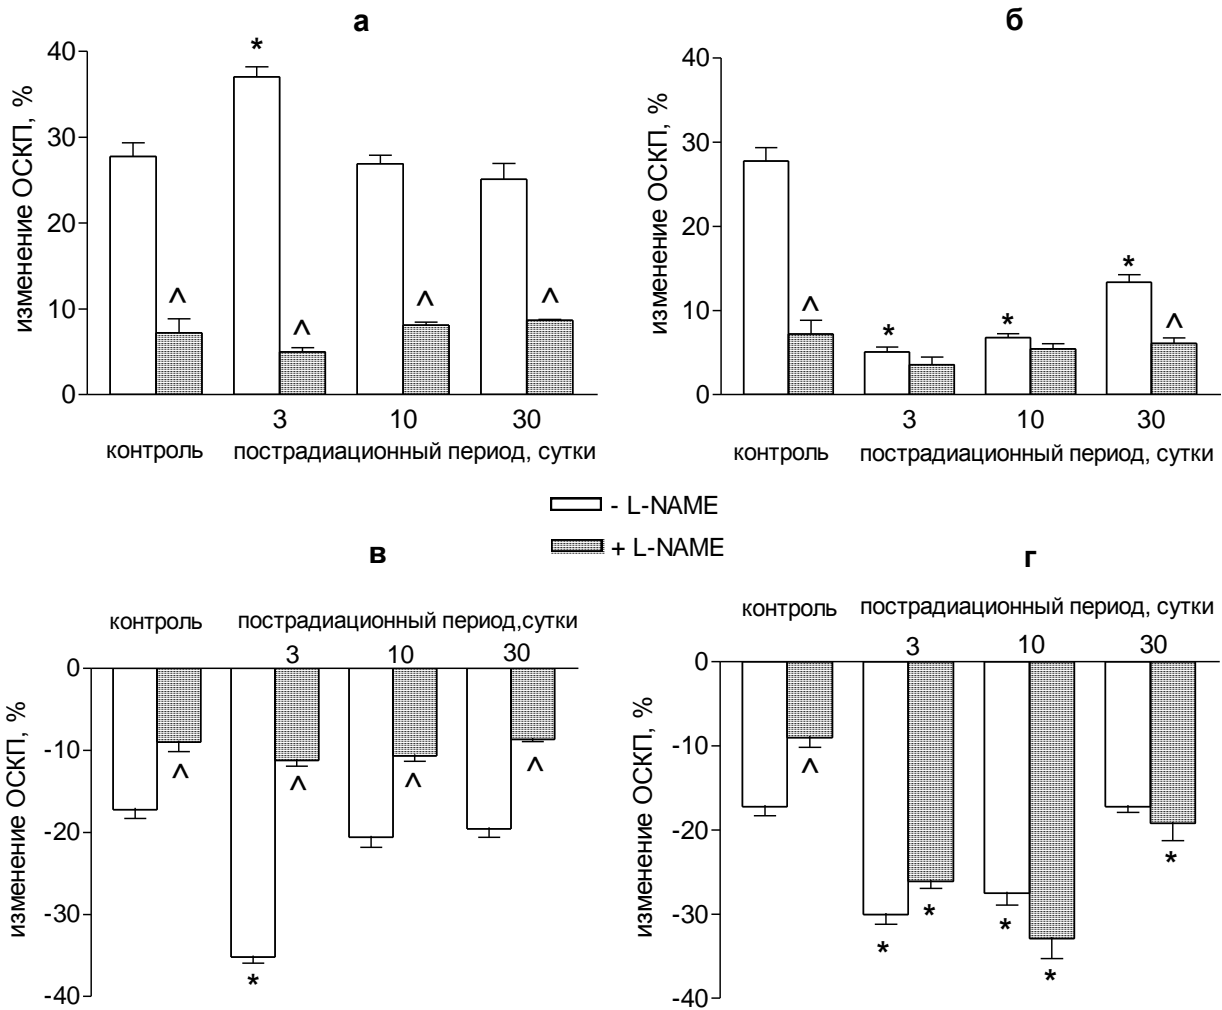 а
*
40
30
20
10
0
изменение ОСКП, %
^
^
^
^
3
10
30
контроль
пострадиационный период, сутки
б
40
30
20
10
0
изменение ОСКП, %
^
*
*
*
^
3
10
30
контроль
пострадиационный период, сутки
- L-NAME
+ L-NAME
в
контроль
пострадиационный период,сутки
3
10
30
0
-10
-20
-30
-40
изменение ОСКП, %
^
^
^
^
*
г
контроль
пострадиационный период, сутки
3
10
30
0
-10
-20
-30
-40
изменение ОСКП, %
^
*
*
*
*
*